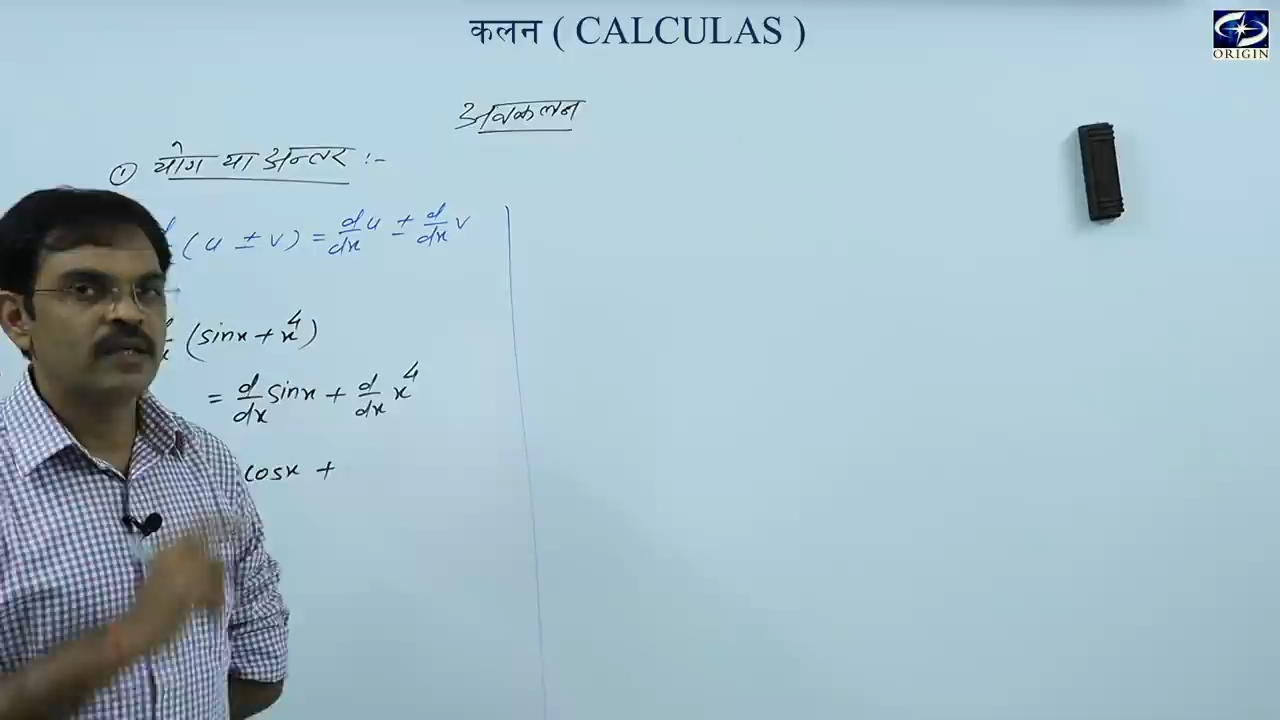 कलन ( CALCULAS )
ORIGIN
अवकलन
① योग या अन्तर :-
( u ± v ) = d/dx u ± d/dx v
(sinx + x⁴)
= d/dx sinx + d/dx x⁴
cosx +